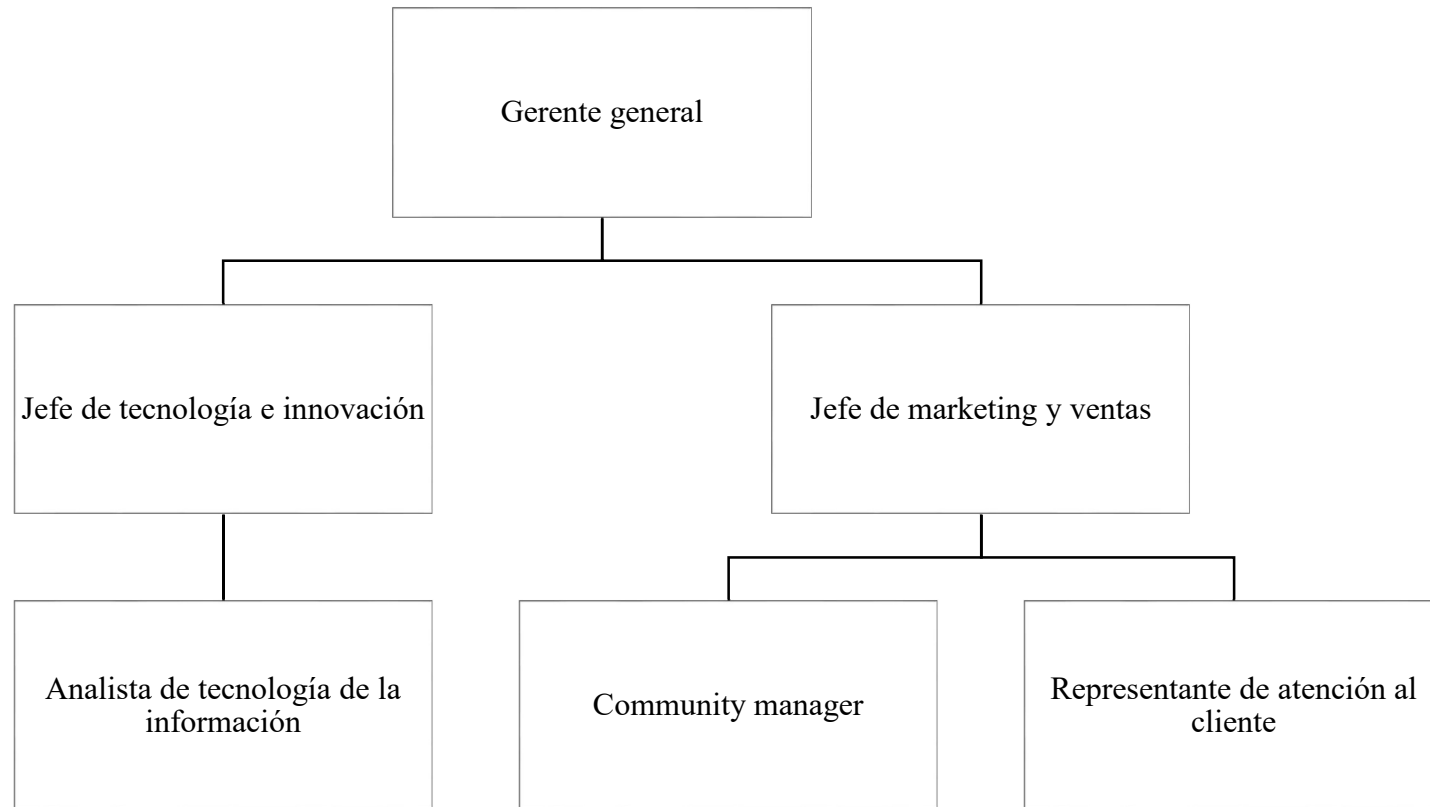 Gerente general
Jefe de tecnología e innovación
Jefe de marketing y ventas
Analista de tecnología de la
información
Community manager
Representante de atención al
cliente